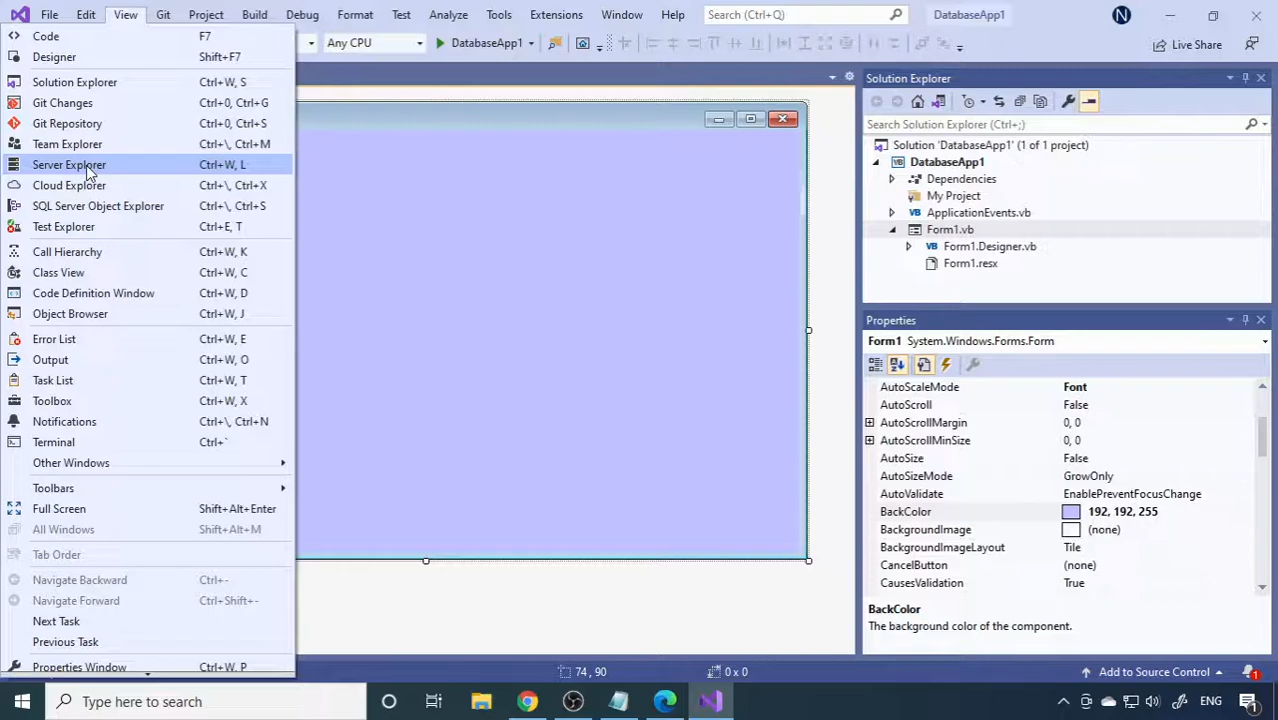 File Edit View Git Project Build Debug Format Test Analyze Tools Extensions Window Help Search (Ctrl+Q) DatabaseApp1 N
Any CPU DatabaseApp1 Live Share
Code F7
Designer Shift+F7
Solution Explorer Ctrl+W, S
Git Changes Ctrl+0, Ctrl+G
Git Repository Ctrl+0, Ctrl+S
Team Explorer Ctrl+\, Ctrl+M
Server Explorer Ctrl+W, L
Cloud Explorer Ctrl+\, Ctrl+X
SQL Server Object Explorer Ctrl+\, Ctrl+S
Test Explorer Ctrl+E, T
Call Hierarchy Ctrl+W, K
Class View Ctrl+W, C
Code Definition Window Ctrl+W, D
Object Browser Ctrl+W, J
Error List Ctrl+W, E
Output Ctrl+W, O
Task List Ctrl+W, T
Toolbox Ctrl+W, X
Notifications Ctrl+\, Ctrl+N
Terminal Ctrl+`
Other Windows
Toolbars
Full Screen Shift+Alt+Enter
All Windows Shift+Alt+M
Tab Order
Navigate Backward Ctrl+-
Navigate Forward Ctrl+Shift+-
Next Task
Previous Task
Properties Window Ctrl+W, P
Solution Explorer
Search Solution Explorer (Ctrl+;)
Solution 'DatabaseApp1' (1 of 1 project)
VB DatabaseApp1
Dependencies
My Project
VB ApplicationEvents.vb
Form1.vb
VB Form1.Designer.vb
Form1.resx
Properties
Form1 System.Windows.Forms.Form
AutoScaleMode Font
AutoScroll False
AutoScrollMargin 0, 0
AutoScrollMinSize 0, 0
AutoSize False
AutoSizeMode GrowOnly
AutoValidate EnablePreventFocusChange
BackColor 192, 192, 255
BackgroundImage (none)
BackgroundImageLayout Tile
CancelButton (none)
CausesValidation True
BackColor
The background color of the component.
74 , 90 0 x 0 Add to Source Control 1
Type here to search ENG 1